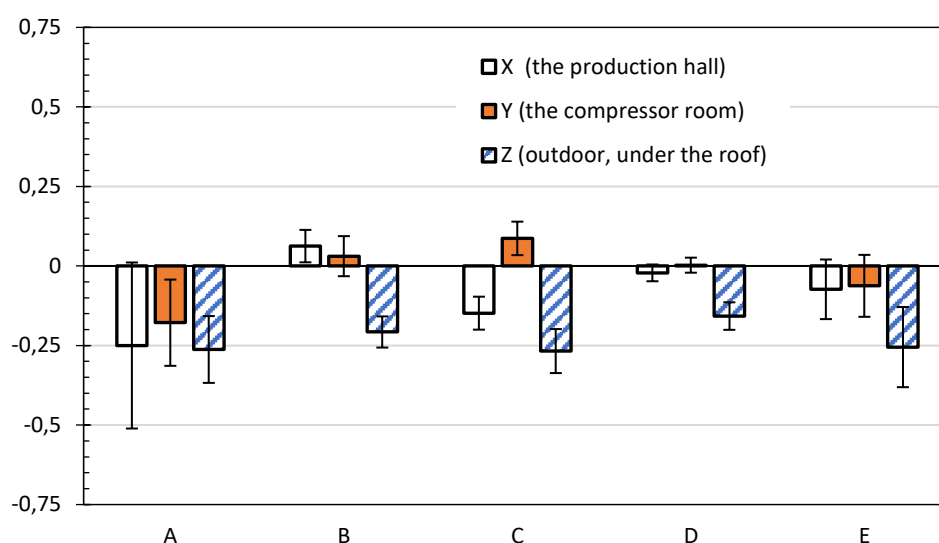 0,75
0,5
0,25
0
-0,25
-0,5
-0,75
X (the production hall)
Y (the compressor room)
Z (outdoor, under the roof)
A B C D E